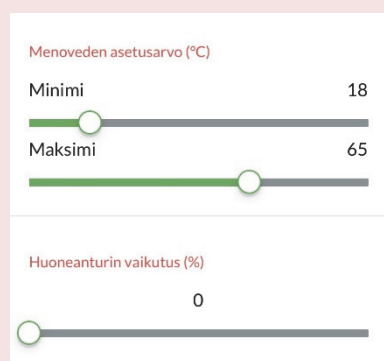 Menoveden asetusarvo (°C)
Minimi 18
Maksimi 65
Huoneanturin vaikutus (%)
0